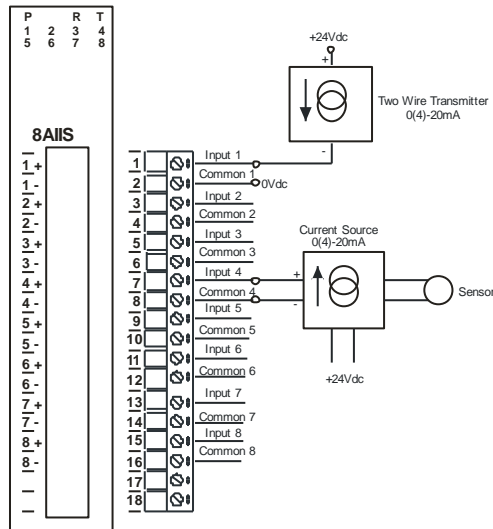 P R T
1 2 3 4
5 6 7 8
8AIIS
1 +
1 -
2 +
2 -
3 +
3 -
4 +
4 -
5 +
5 -
6 +
6 -
7 +
7 -
8 +
8 -
1
2
3
4
5
6
7
8
9
10
11
12
13
14
15
16
17
18
Input 1
Common 1
0Vdc
Input 2
Common 2
Input 3
Common 3
Input 4
Common 4
Input 5
Common 5
Input 6
Common 6
Input 7
Common 7
Input 8
Common 8
+24Vdc
+
-
Two Wire Transmitter
0(4)-20mA
Current Source
0(4)-20mA
+
-
Sensor
+24Vdc